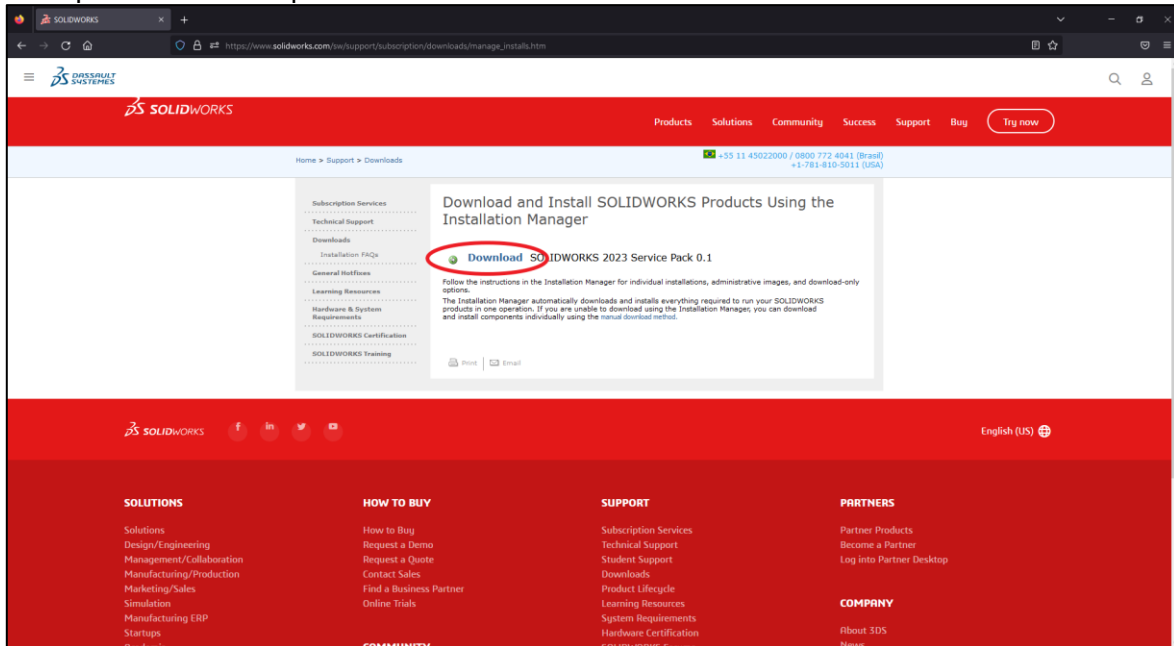 SOLIDWORKS
https://www.solidworks.com/sw/support/subscription/downloads/manage_installs.htm
DASSAULT
SYSTEMES
SOLIDWORKS
Products Solutions Community Success Support Buy Try now
Home > Support > Downloads
+55 11 45022000 / 0800 772 4041 (Brasil)
+1-781-810-5011 (USA)
Subscription Services
Technical Support
Downloads
Installation FAQs
General Hotfixes
Learning Resources
Hardware & System
Requirements
SOLIDWORKS Certification
SOLIDWORKS Training
Download and Install SOLIDWORKS Products Using the
Installation Manager
Download SOLIDWORKS 2023 Service Pack 0.1
Follow the instructions in the Installation Manager for individual installations, administrative images, and download-only
options.
The Installation Manager automatically downloads and installs everything required to run your SOLIDWORKS
products in one operation. If you are unable to download using the Installation Manager, you can download
and install components individually using the manual download method.
Print Email
SOLIDWORKS
English (US)
SOLUTIONS
Solutions
Design/Engineering
Management/Collaboration
Manufacturing/Production
Marketing/Sales
Simulation
Manufacturing ERP
Startups
HOW TO BUY
How to Buy
Request a Demo
Request a Quote
Contact Sales
Find a Business Partner
Online Trials
COMMUNITY
SUPPORT
Subscription Services
Technical Support
Student Support
Downloads
Product Lifecycle
Learning Resources
System Requirements
Hardware Certification
PARTNERS
Partner Products
Become a Partner
Log into Partner Desktop
COMPANY
About 3DS
News